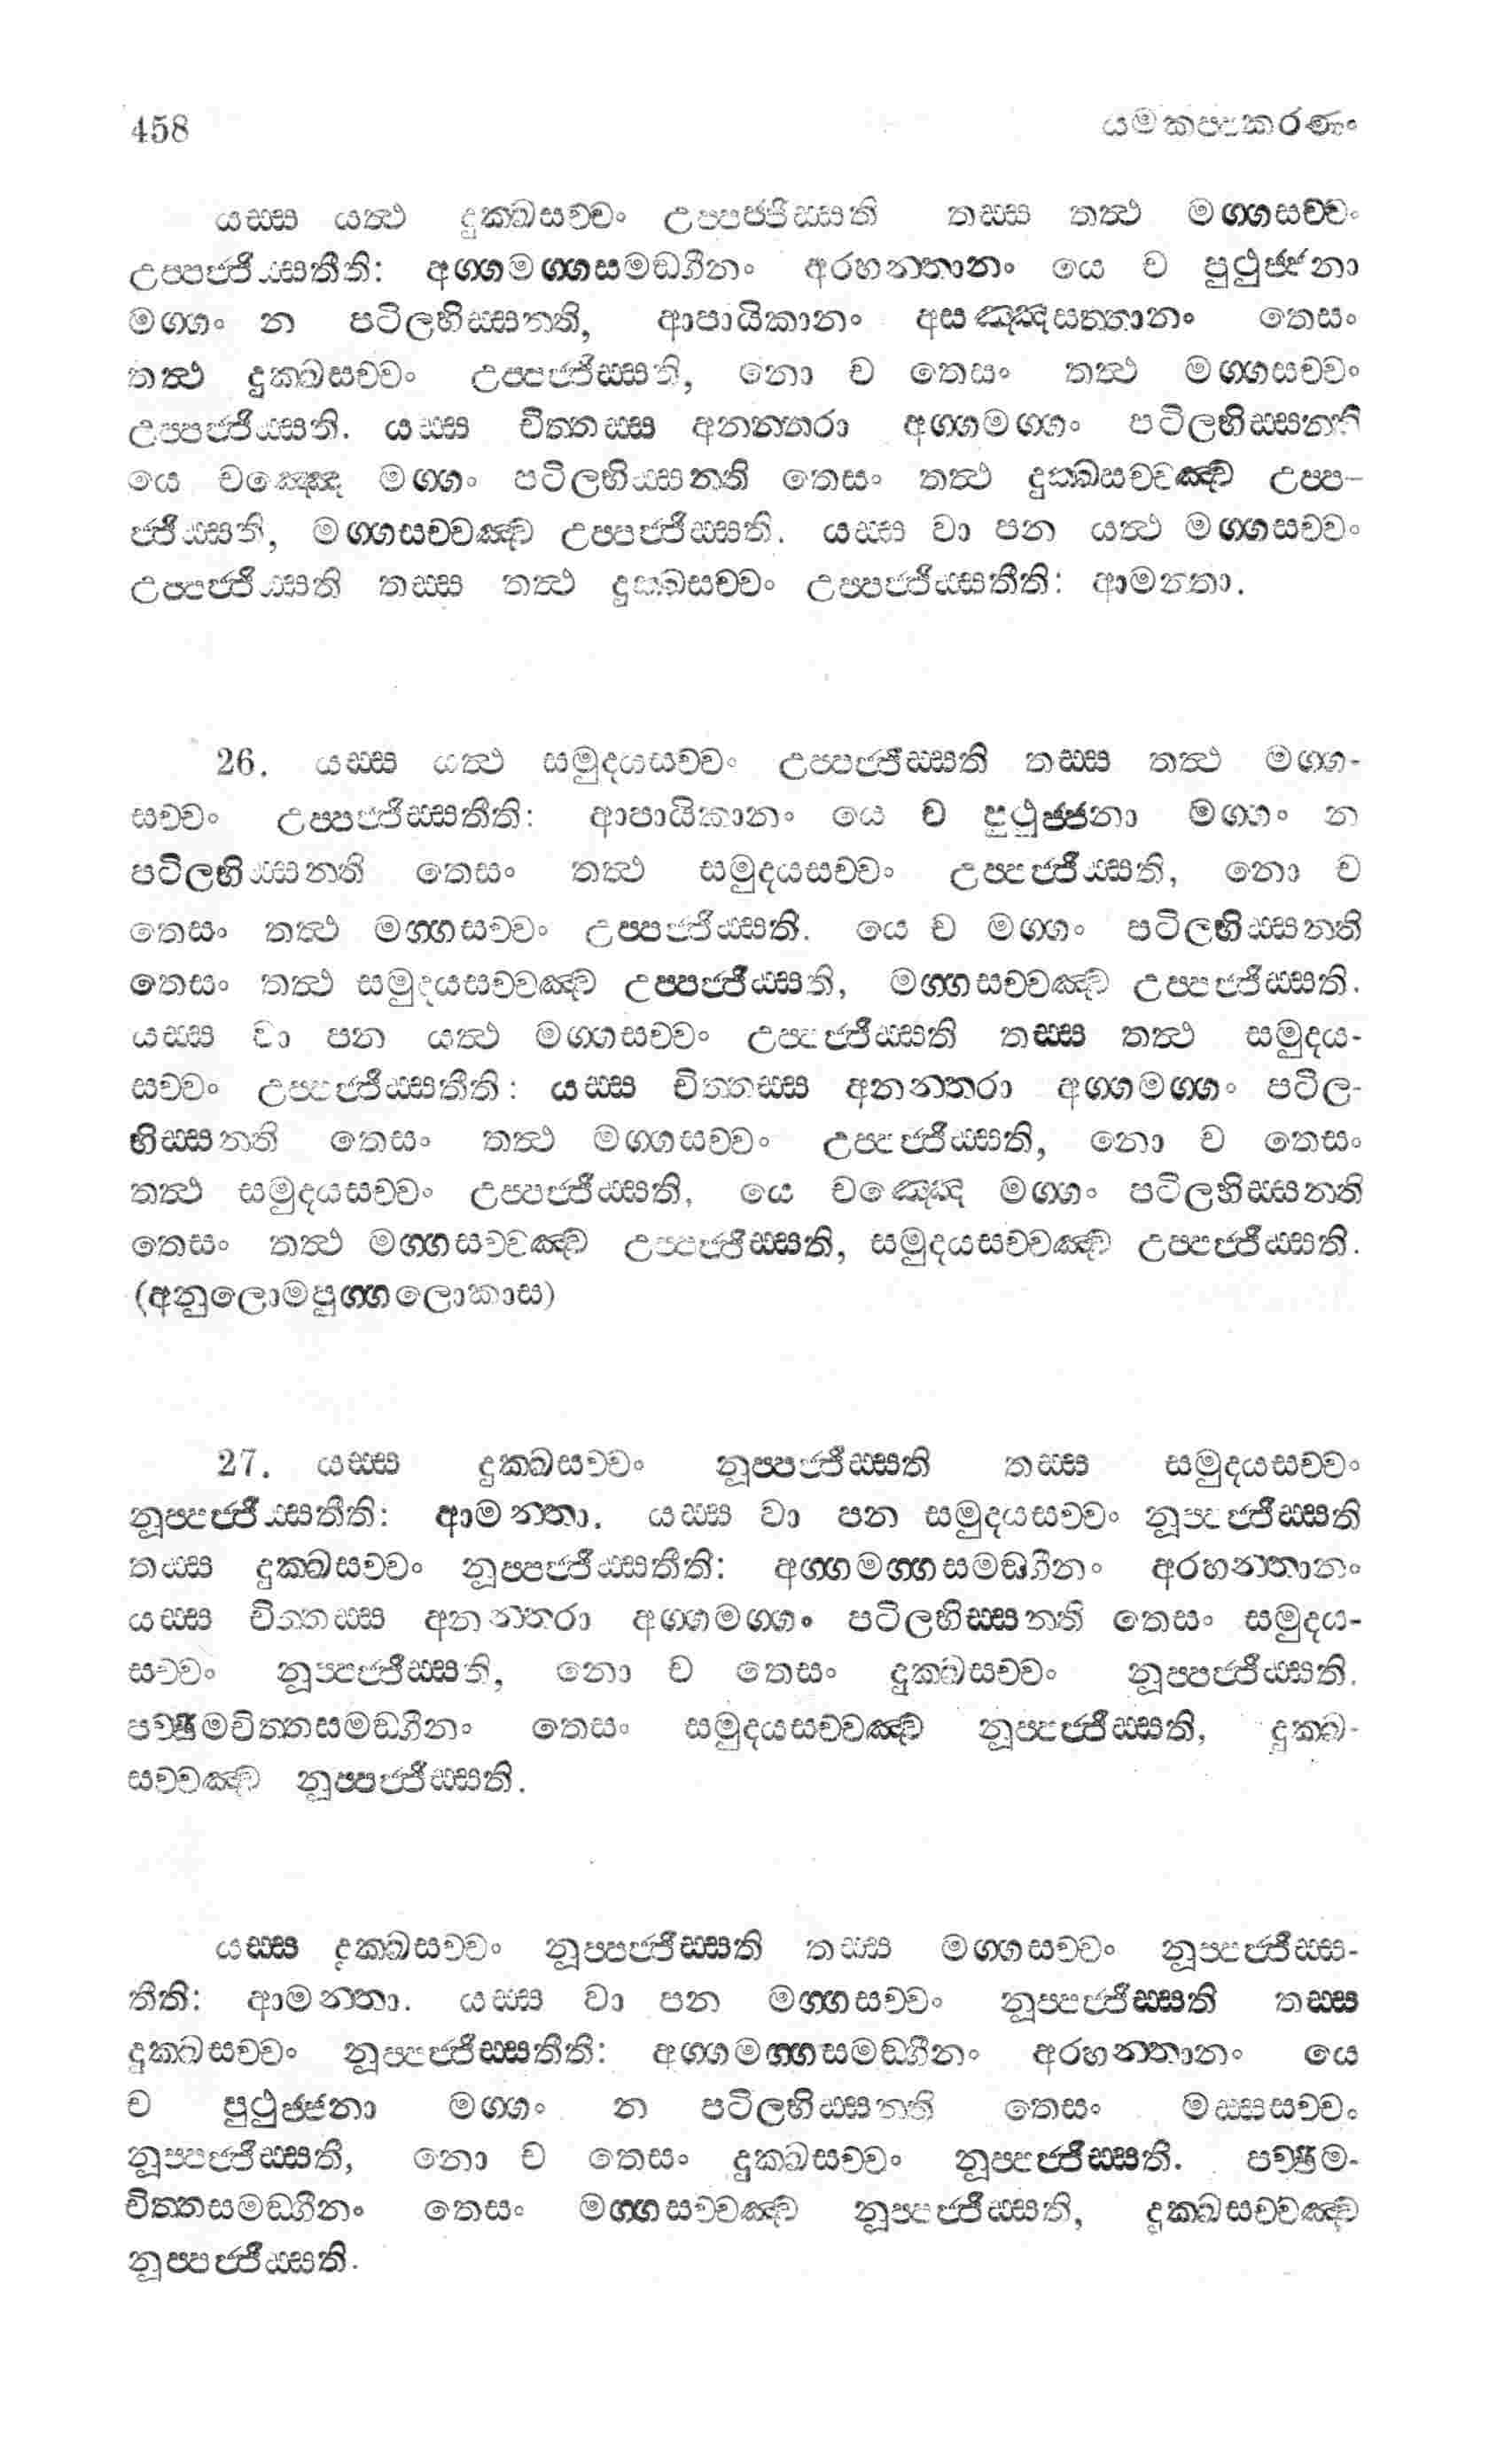 458 යමකප්පකරණං
යස්ස යත්ථ දුක්ඛසච්චං උප්පජ්ජිස්සති තස්ස තත්ථ මග්ගසච්චං
උප්පජ්ජිස්සතීති: අග්ගමග්ගසමඞ්ගීනං අරහන්තානං යෙ ච පුථුජ්ජනා
මග්ගං න පටිලභිස්සන්ති, ආපායිකානං අසඤ්ඤසත්තානං තෙසං
තත්ථ දුක්ඛසච්චං උප්පජ්ජිස්සති, නො ච තෙසං තත්ථ මග්ගසච්චං
උප්පජ්ජිස්සති. යස්ස චිත්තස්ස අනන්තරා අග්ගමග්ගං පටිලභිස්සන්ති
යෙ චඤ්ඤෙ මග්ගං පටිලභිස්සන්ති තෙසං තත්ථ දුක්ඛසච්චඤ්ච උප්ප-
ජ්ජිස්සති, මග්ගසච්චඤ්ච උප්පජ්ජිස්සති. යස්ස වා පන යත්ථ මග්ගසච්චං
උප්පජ්ජිස්සති තස්ස තත්ථ දුක්ඛසච්චං උප්පජ්ජිස්සතීති: ආමන්තා.
26. යස්ස යත්ථ සමුදයසච්චං උප්පජ්ජිස්සති තස්ස තත්ථ මග්ග-
සච්චං උප්පජ්ජිස්සතීති: ආපායිකානං යෙ ච පුථුජ්ජනා මග්ගං න
පටිලභිස්සන්ති තෙසං තත්ථ සමුදයසච්චං උප්පජ්ජිස්සති, නො ච
තෙසං තත්ථ මග්ගසච්චං උප්පජ්ජිස්සති. යෙ ච මග්ගං පටිලභිස්සන්ති
තෙසං තත්ථ සමුදයසච්චඤ්ච උප්පජ්ජිස්සති, මග්ගසච්චඤ්ච උප්පජ්ජිස්සති.
යස්ස වා පන යත්ථ මග්ගසච්චං උප්පජ්ජිස්සති තස්ස තත්ථ සමුදය-
සච්චං උප්පජ්ජිස්සතීති: යස්ස චිත්තස්ස අනන්තරා අග්ගමග්ගං පටිල-
භිස්සන්ති තෙසං තත්ථ මග්ගසච්චං උප්පජ්ජිස්සති, නො ච තෙසං
තත්ථ සමුදයසච්චං උප්පජ්ජිස්සති, යෙ චඤ්ඤෙ මග්ගං පටිලභිස්සන්ති
තෙසං තත්ථ මග්ගසච්චඤ්ච උප්පජ්ජිස්සති, සමුදයසච්චඤ්ච උප්පජ්ජිස්සති.
(අනුලොමපුග්ගලොකාස)
27. යස්ස දුක්ඛසච්චං නූප්පජ්ජිස්සති තස්ස සමුදයසච්චං
නූප්පජ්ජිස්සතීති: ආමන්තා. යස්ස වා පන සමුදයසච්චං නූප්පජ්ජිස්සති
තස්ස දුක්ඛසච්චං නූප්පජ්ජිස්සතීති: අග්ගමග්ගසමඞ්ගීනං අරහන්තානං
යස්ස චිත්තස්ස අනන්තරා අග්ගමග්ගං පටිලභිස්සන්ති තෙසං සමුදය-
සච්චං නූප්පජ්ජිස්සති, නො ච තෙසං දුක්ඛසච්චං නූප්පජ්ජිස්සති.
පච්ඡිමචිත්තසමඞ්ගීනං තෙසං සමුදයසච්චඤ්ච නූප්පජ්ජිස්සති, දුක්ඛ-
සච්චඤ්ච නූප්පජ්ජිස්සති.
යස්ස දුක්ඛසච්චං නූප්පජ්ජිස්සති තස්ස මග්ගසච්චං නූප්පජ්ජිස්ස-
තීති: ආමන්තා. යස්ස වා පන මග්ගසච්චං නූප්පජ්ජිස්සති තස්ස
දුක්ඛසච්චං නූප්පජ්ජිස්සතීති: අග්ගමග්ගසමඞ්ගීනං අරහන්තානං යෙ
ච පුථුජ්ජනා මග්ගං න පටිලභිස්සන්ති තෙසං මස්සසච්චං
නූප්පජ්ජිස්සති, නො ච තෙසං දුක්ඛසච්චං නූප්පජ්ජිස්සති. පච්ඡිම-
චිත්තසමඞ්ගීනං තෙසං මග්ගසච්චඤ්ච නූප්පජ්ජිස්සති, දුක්ඛසච්චඤ්ච
නූප්පජ්ජිස්සති.